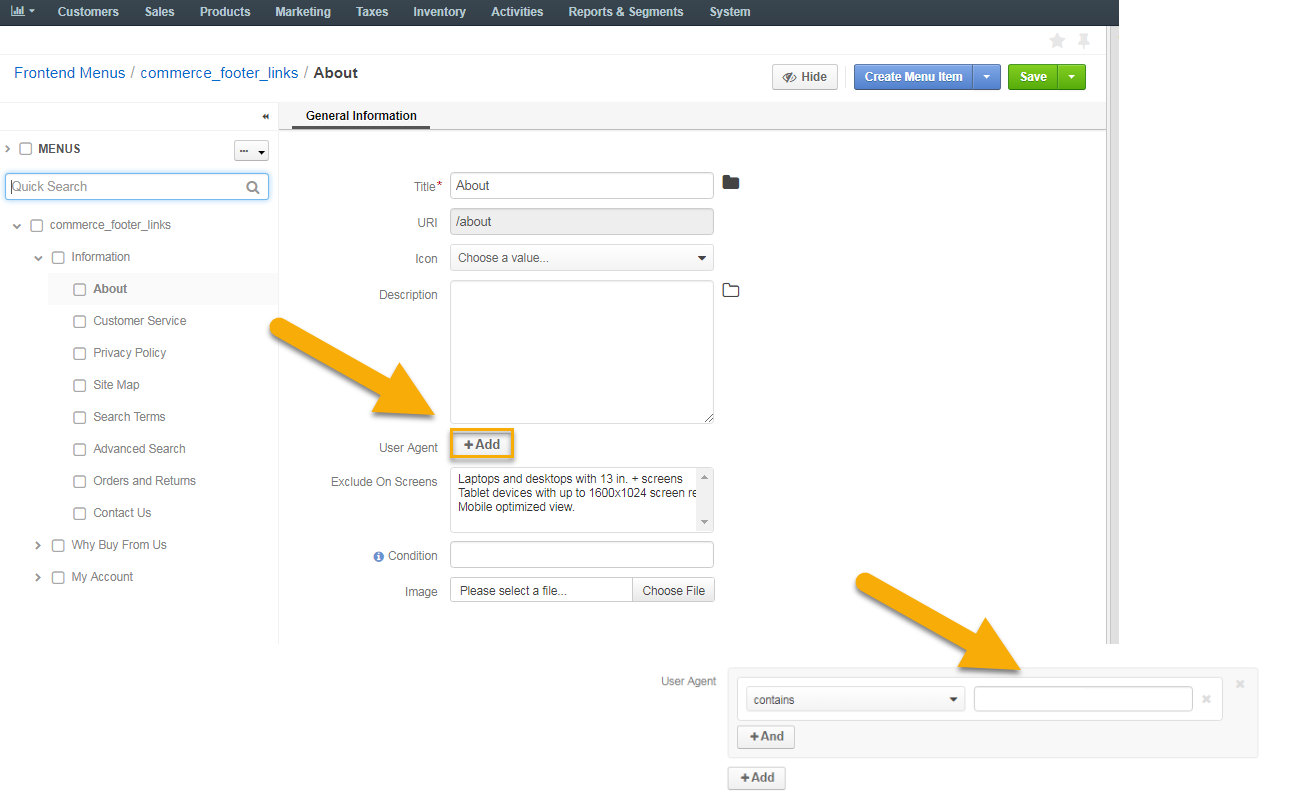 Customers Sales Products Marketing Taxes Inventory Activities Reports & Segments System
Frontend Menus / commerce_footer_links / About
Hide Create Menu Item Save
General Information
MENUS
...
Quick Search
commerce_footer_links
Information
About
Customer Service
Privacy Policy
Site Map
Search Terms
Advanced Search
Orders and Returns
Contact Us
Why Buy From Us
My Account
Title* About
URI /about
Icon Choose a value...
Description
User Agent +Add
Exclude On Screens Laptops and desktops with 13 in. + screens
Tablet devices with up to 1600x1024 screen re
Mobile optimized view.
Condition
Image Please select a file... Choose File
User Agent contains
+And
+Add